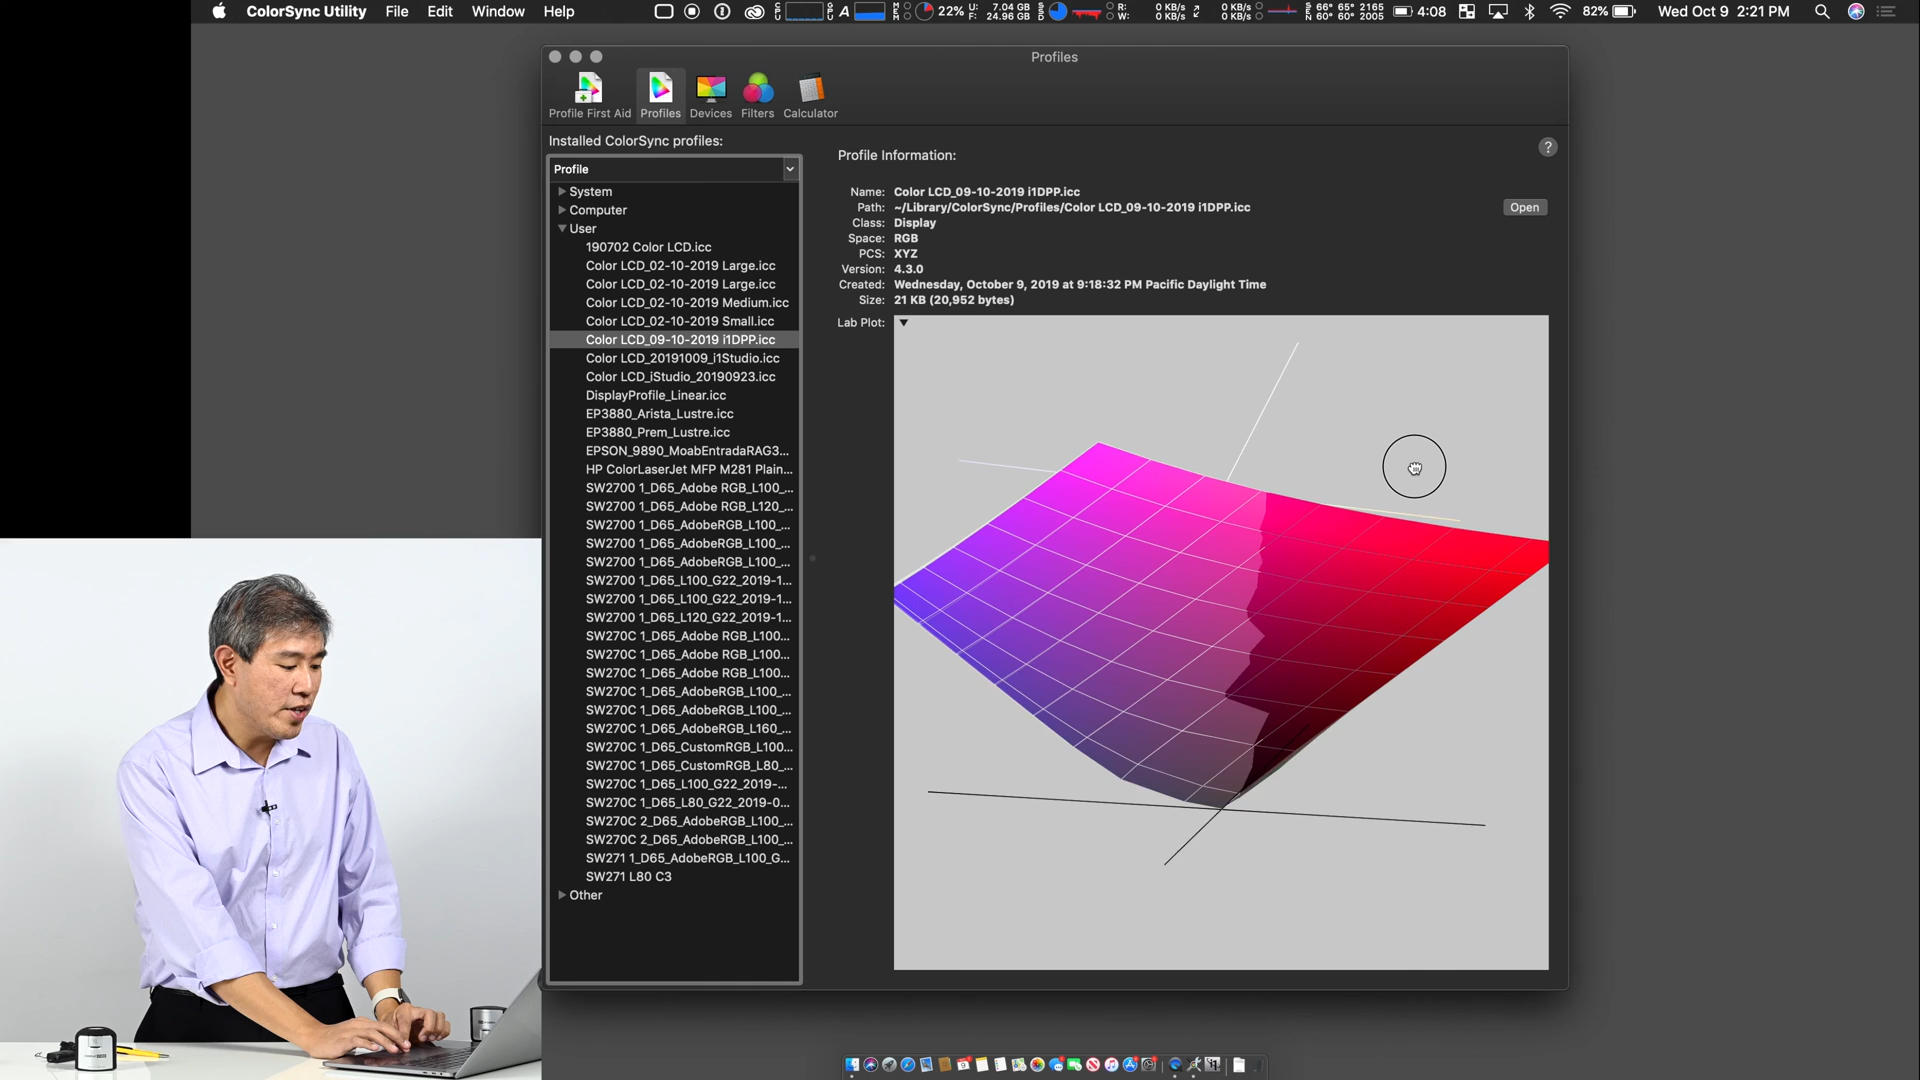 ColorSync Utility File Edit Window Help
22% U: 7.04 GB F: 24.96 GB R: W: 0 KB/s 0 KB/s 0 KB/s 0 KB/s 66° 65° 2165 60° 60° 2005 4:08 82% Wed Oct 9 2:21 PM
Profiles
Profile First Aid Profiles Devices Filters Calculator
Installed ColorSync profiles:
Profile
System
Computer
User
190702 Color LCD.icc
Color LCD_02-10-2019 Large.icc
Color LCD_02-10-2019 Large.icc
Color LCD_02-10-2019 Medium.icc
Color LCD_02-10-2019 Small.icc
Color LCD_09-10-2019 i1DPP.icc
Color LCD_20191009_i1Studio.icc
Color LCD_iStudio_20190923.icc
DisplayProfile_Linear.icc
EP3880_Arista_Lustre.icc
EP3880_Prem_Lustre.icc
EPSON_9890_MoabEntradaRAG3...
HP ColorLaserJet MFP M281 Plain...
SW2700 1_D65_Adobe RGB_L100_...
SW2700 1_D65_Adobe RGB_L120_...
SW2700 1_D65_AdobeRGB_L100_...
SW2700 1_D65_AdobeRGB_L100_...
SW2700 1_D65_AdobeRGB_L100_...
SW2700 1_D65_L100_G22_2019-1...
SW2700 1_D65_L100_G22_2019-1...
SW2700 1_D65_L120_G22_2019-1...
SW270C 1_D65_Adobe RGB_L100...
SW270C 1_D65_Adobe RGB_L100...
SW270C 1_D65_Adobe RGB_L100...
SW270C 1_D65_AdobeRGB_L100_...
SW270C 1_D65_AdobeRGB_L100_...
SW270C 1_D65_AdobeRGB_L160_...
SW270C 1_D65_CustomRGB_L100...
SW270C 1_D65_CustomRGB_L80_...
SW270C 1_D65_L100_G22_2019-...
SW270C 1_D65_L80_G22_2019-0...
SW270C 2_D65_AdobeRGB_L100_...
SW270C 2_D65_AdobeRGB_L100_...
SW271 1_D65_AdobeRGB_L100_G...
SW271 L80 C3
Other
Profile Information:
?
Name: Color LCD_09-10-2019 i1DPP.icc
Path: ~/Library/ColorSync/Profiles/Color LCD_09-10-2019 i1DPP.icc
Open
Class: Display
Space: RGB
PCS: XYZ
Version: 4.3.0
Created: Wednesday, October 9, 2019 at 9:18:32 PM Pacific Daylight Time
Size: 21 KB (20,952 bytes)
Lab Plot: